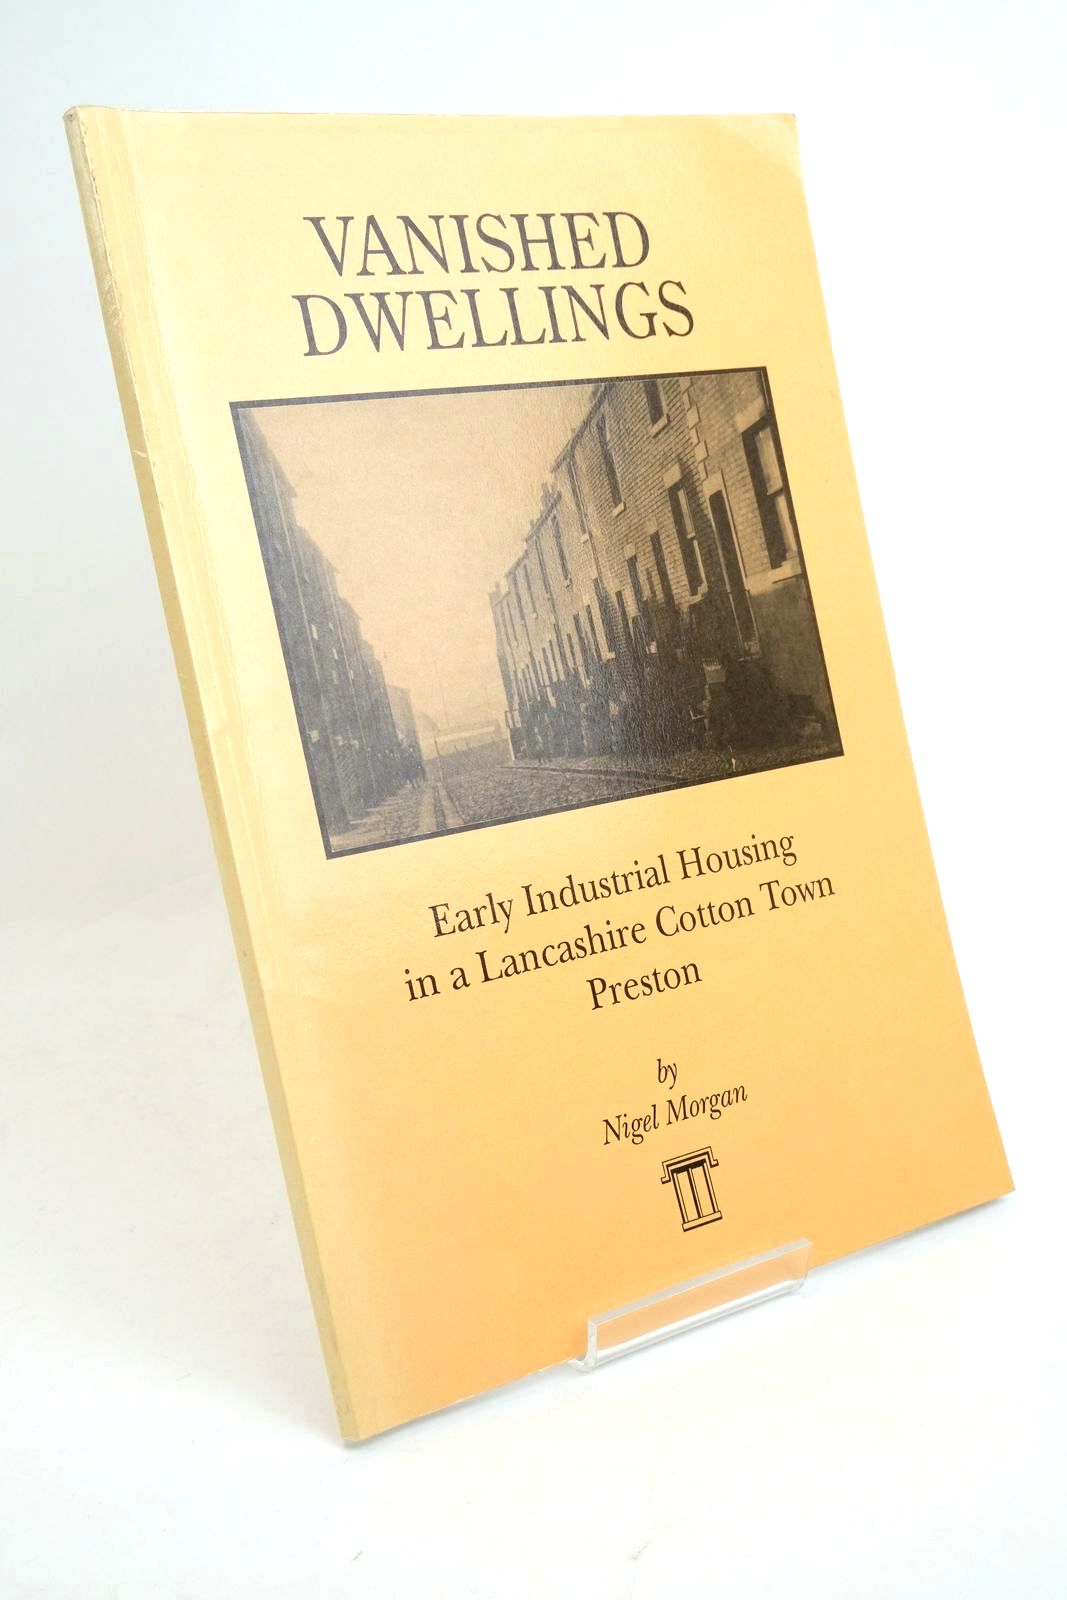 VANISHED
DWELLINGS
Early Industrial Housing
in a Lancashire Cotton Town
Preston
by
Nigel Morgan